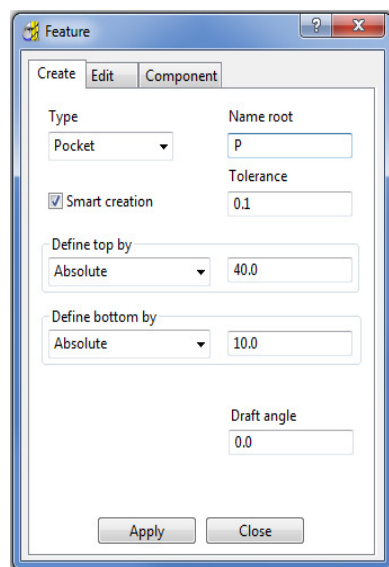 Feature
Create Edit Component
Type Name root
Pocket P
Tolerance
Smart creation 0.1
Define top by
Absolute 40.0
Define bottom by
Absolute 10.0
Draft angle
0.0
Apply Close